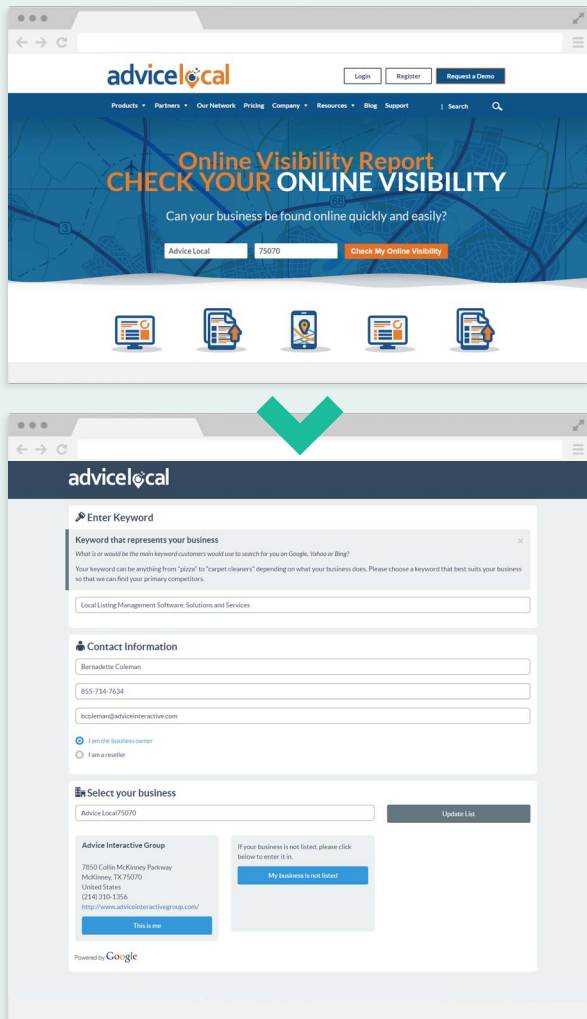 advicelocal
Login Register Request a Demo
Products Partners Our Network Pricing Company Resources Blog Support | Search
Online Visibility Report
CHECK YOUR ONLINE VISIBILITY
66
3
Can your business be found online quickly and easily?
Advice Local 75070 Check My Online Visibility
advicelocal
Enter Keyword
Keyword that represents your business
What is or would be the main keyword customers would use to search for you on Google, Yahoo or Bing?
Your keyword can be anything from "pizza" to "carpet cleaners" depending on what your business does. Please choose a keyword that best suits your business
so that we can find your primary competitors.
Local Listing Management Software, Solutions and Services
Contact Information
Bernadette Coleman
855-714-7634
bcoleman@adviceinteractive.com
I am the business owner
I am a reseller
Select your business
Advice Local75070 Update List
Advice Interactive Group
7850 Collin McKinney Parkway
McKinney, TX 75070
United States
(214) 310-1356
http://www.adviceinteractivegroup.com/
This is me
If your business is not listed, please click
below to enter it in.
My business is not listed
Powered by Google